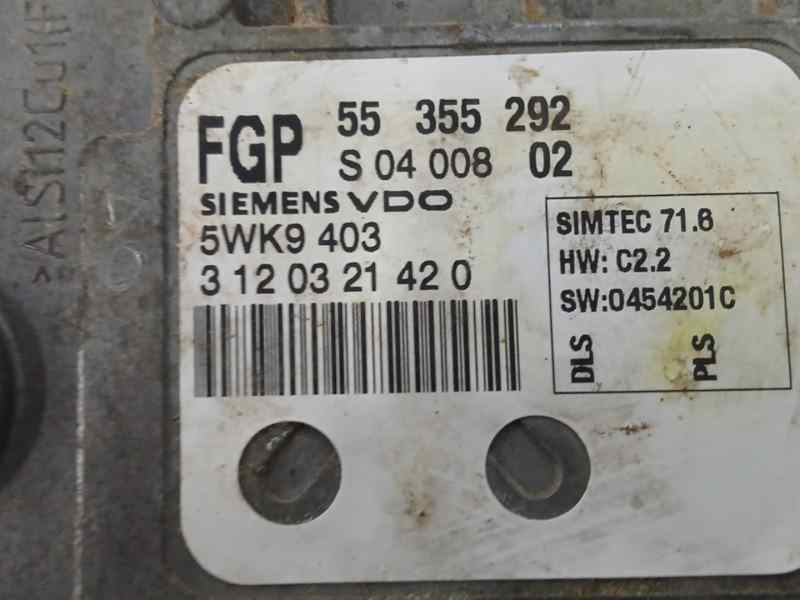 FGP 55 355 292
S 04 008 02
SIEMENS VDO
5WK9 403
3 12 03 21 42 0
SIMTEC 71.6
HW: C2.2
SW:0454201C
DLS
PLS
>AlSi12Cu1(F